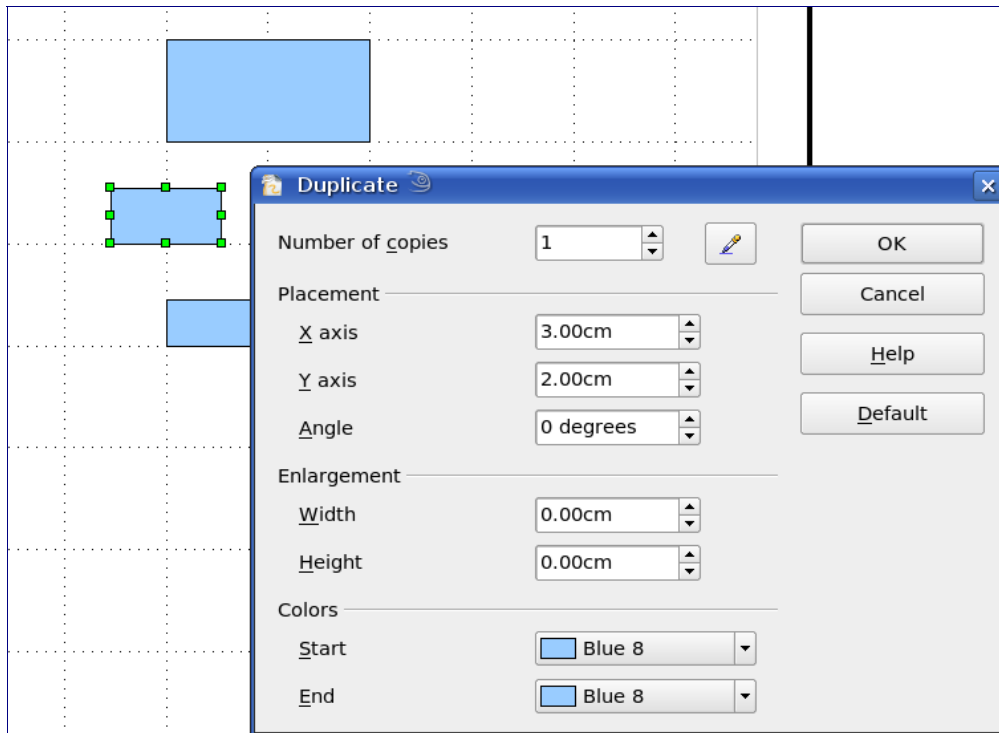 Duplicate
Number of copies 1
OK
Cancel
Placement
X axis 3.00cm
Help
Y axis 2.00cm
Default
Angle 0 degrees
Enlargement
Width 0.00cm
Height 0.00cm
Colors
Start Blue 8
End Blue 8